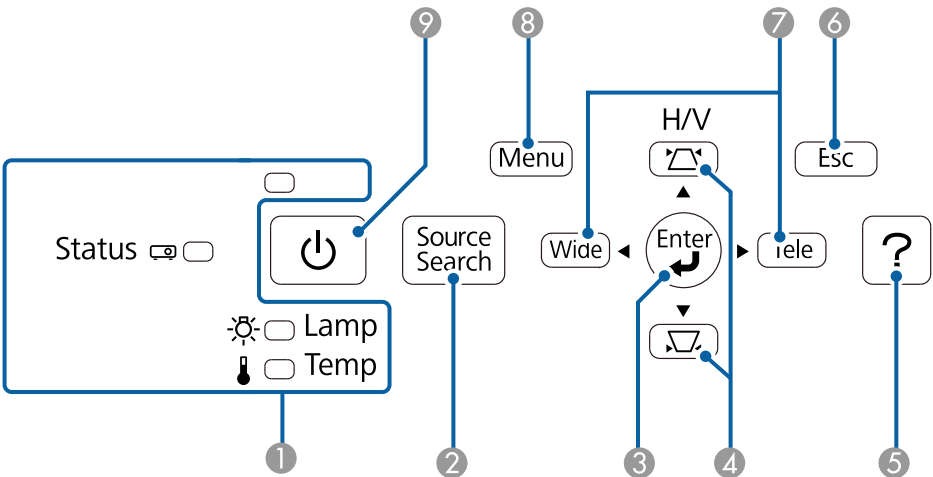 9 8 7 6
H/V
Menu Esc
Status
Source
Search
Wide Enter Tele ?
Lamp
Temp
1 2 3 4 5